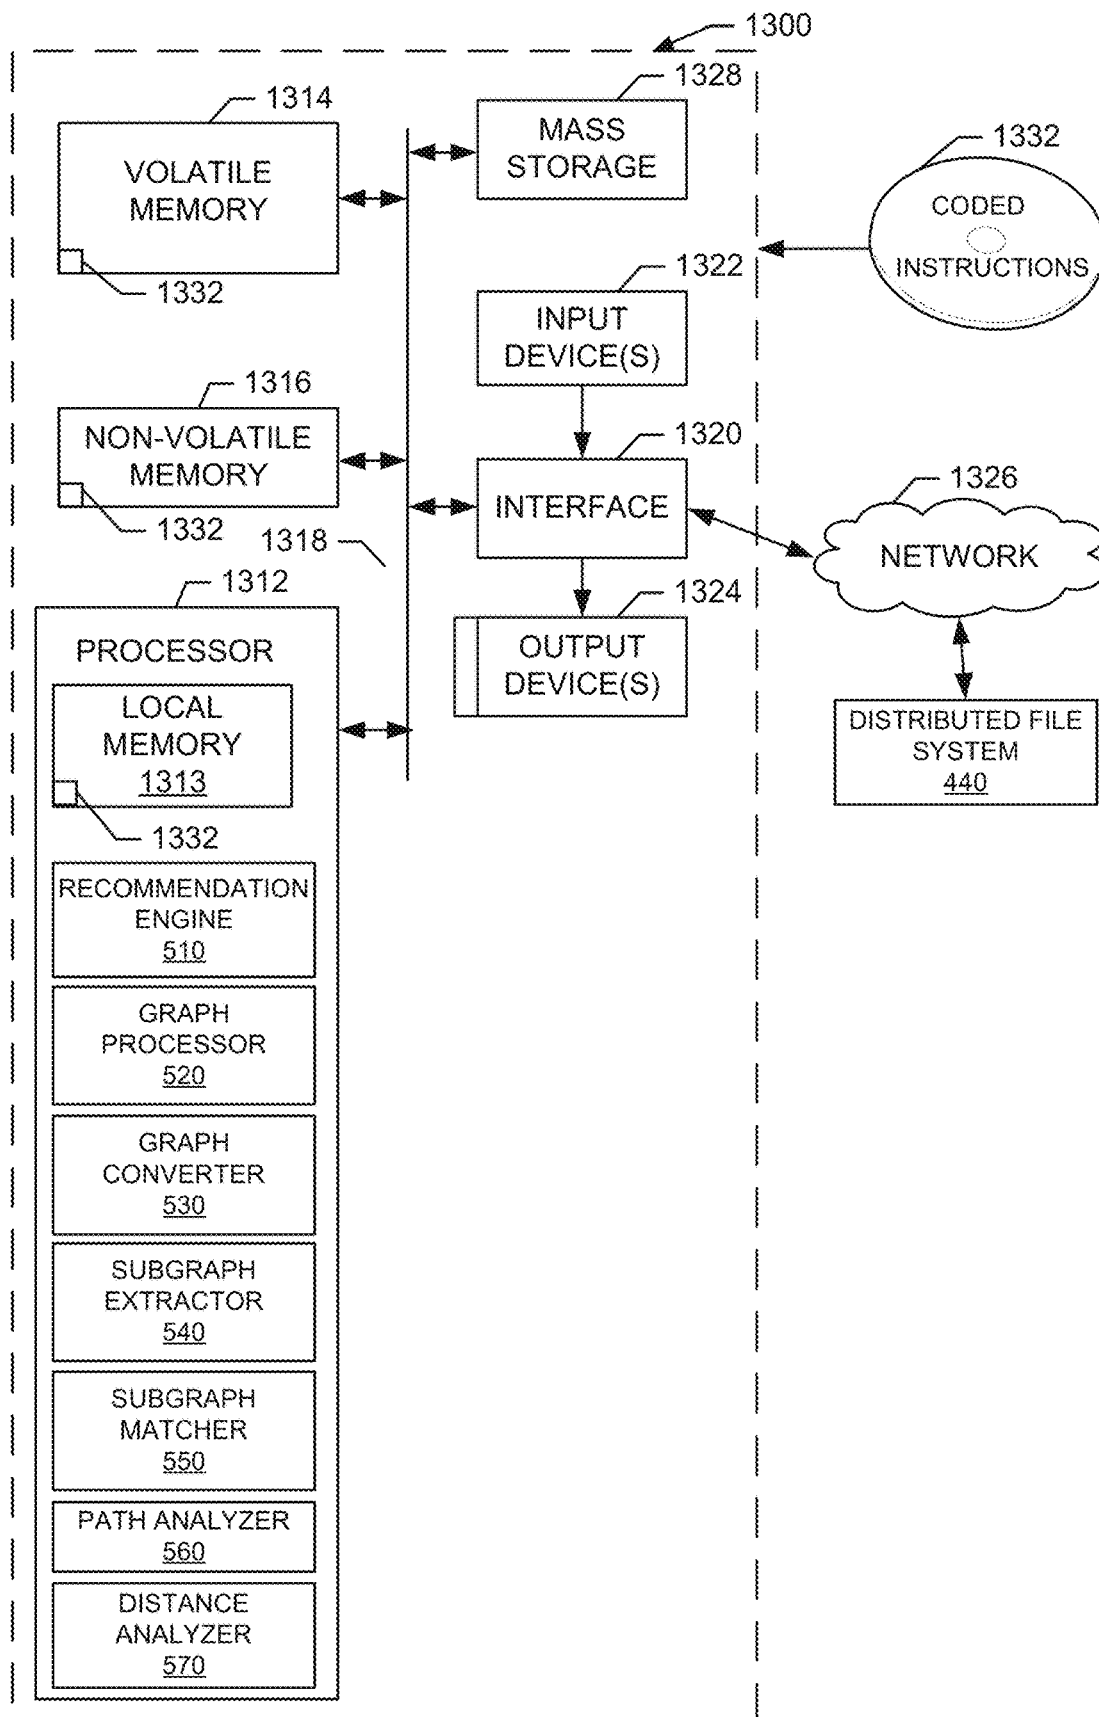 1300
1314
VOLATILE
MEMORY
1332
1328
MASS
STORAGE
1332
CODED
INSTRUCTIONS
1322
INPUT
DEVICE(S)
1316
NON-VOLATILE
MEMORY
1332
1318
1320
INTERFACE
1326
NETWORK
1324
OUTPUT
DEVICE(S)
DISTRIBUTED FILE
SYSTEM
440
1312
PROCESSOR
LOCAL
MEMORY
1313
1332
RECOMMENDATION
ENGINE
510
GRAPH
PROCESSOR
520
GRAPH
CONVERTER
530
SUBGRAPH
EXTRACTOR
540
SUBGRAPH
MATCHER
550
PATH ANALYZER
560
DISTANCE
ANALYZER
570